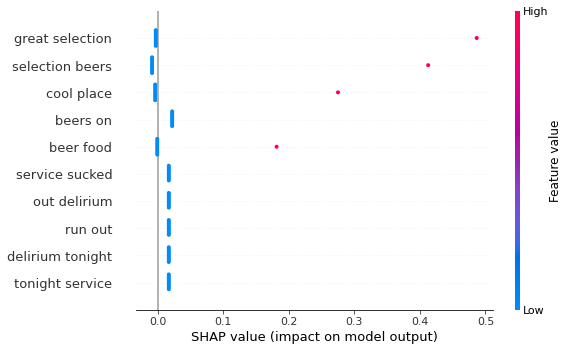 High
great selection
selection beers
cool place
beers on
beer food
service sucked
out delirium
run out
delirium tonight
tonight service
Low
Feature value
0.0 0.1 0.2 0.3 0.4 0.5
SHAP value (impact on model output)